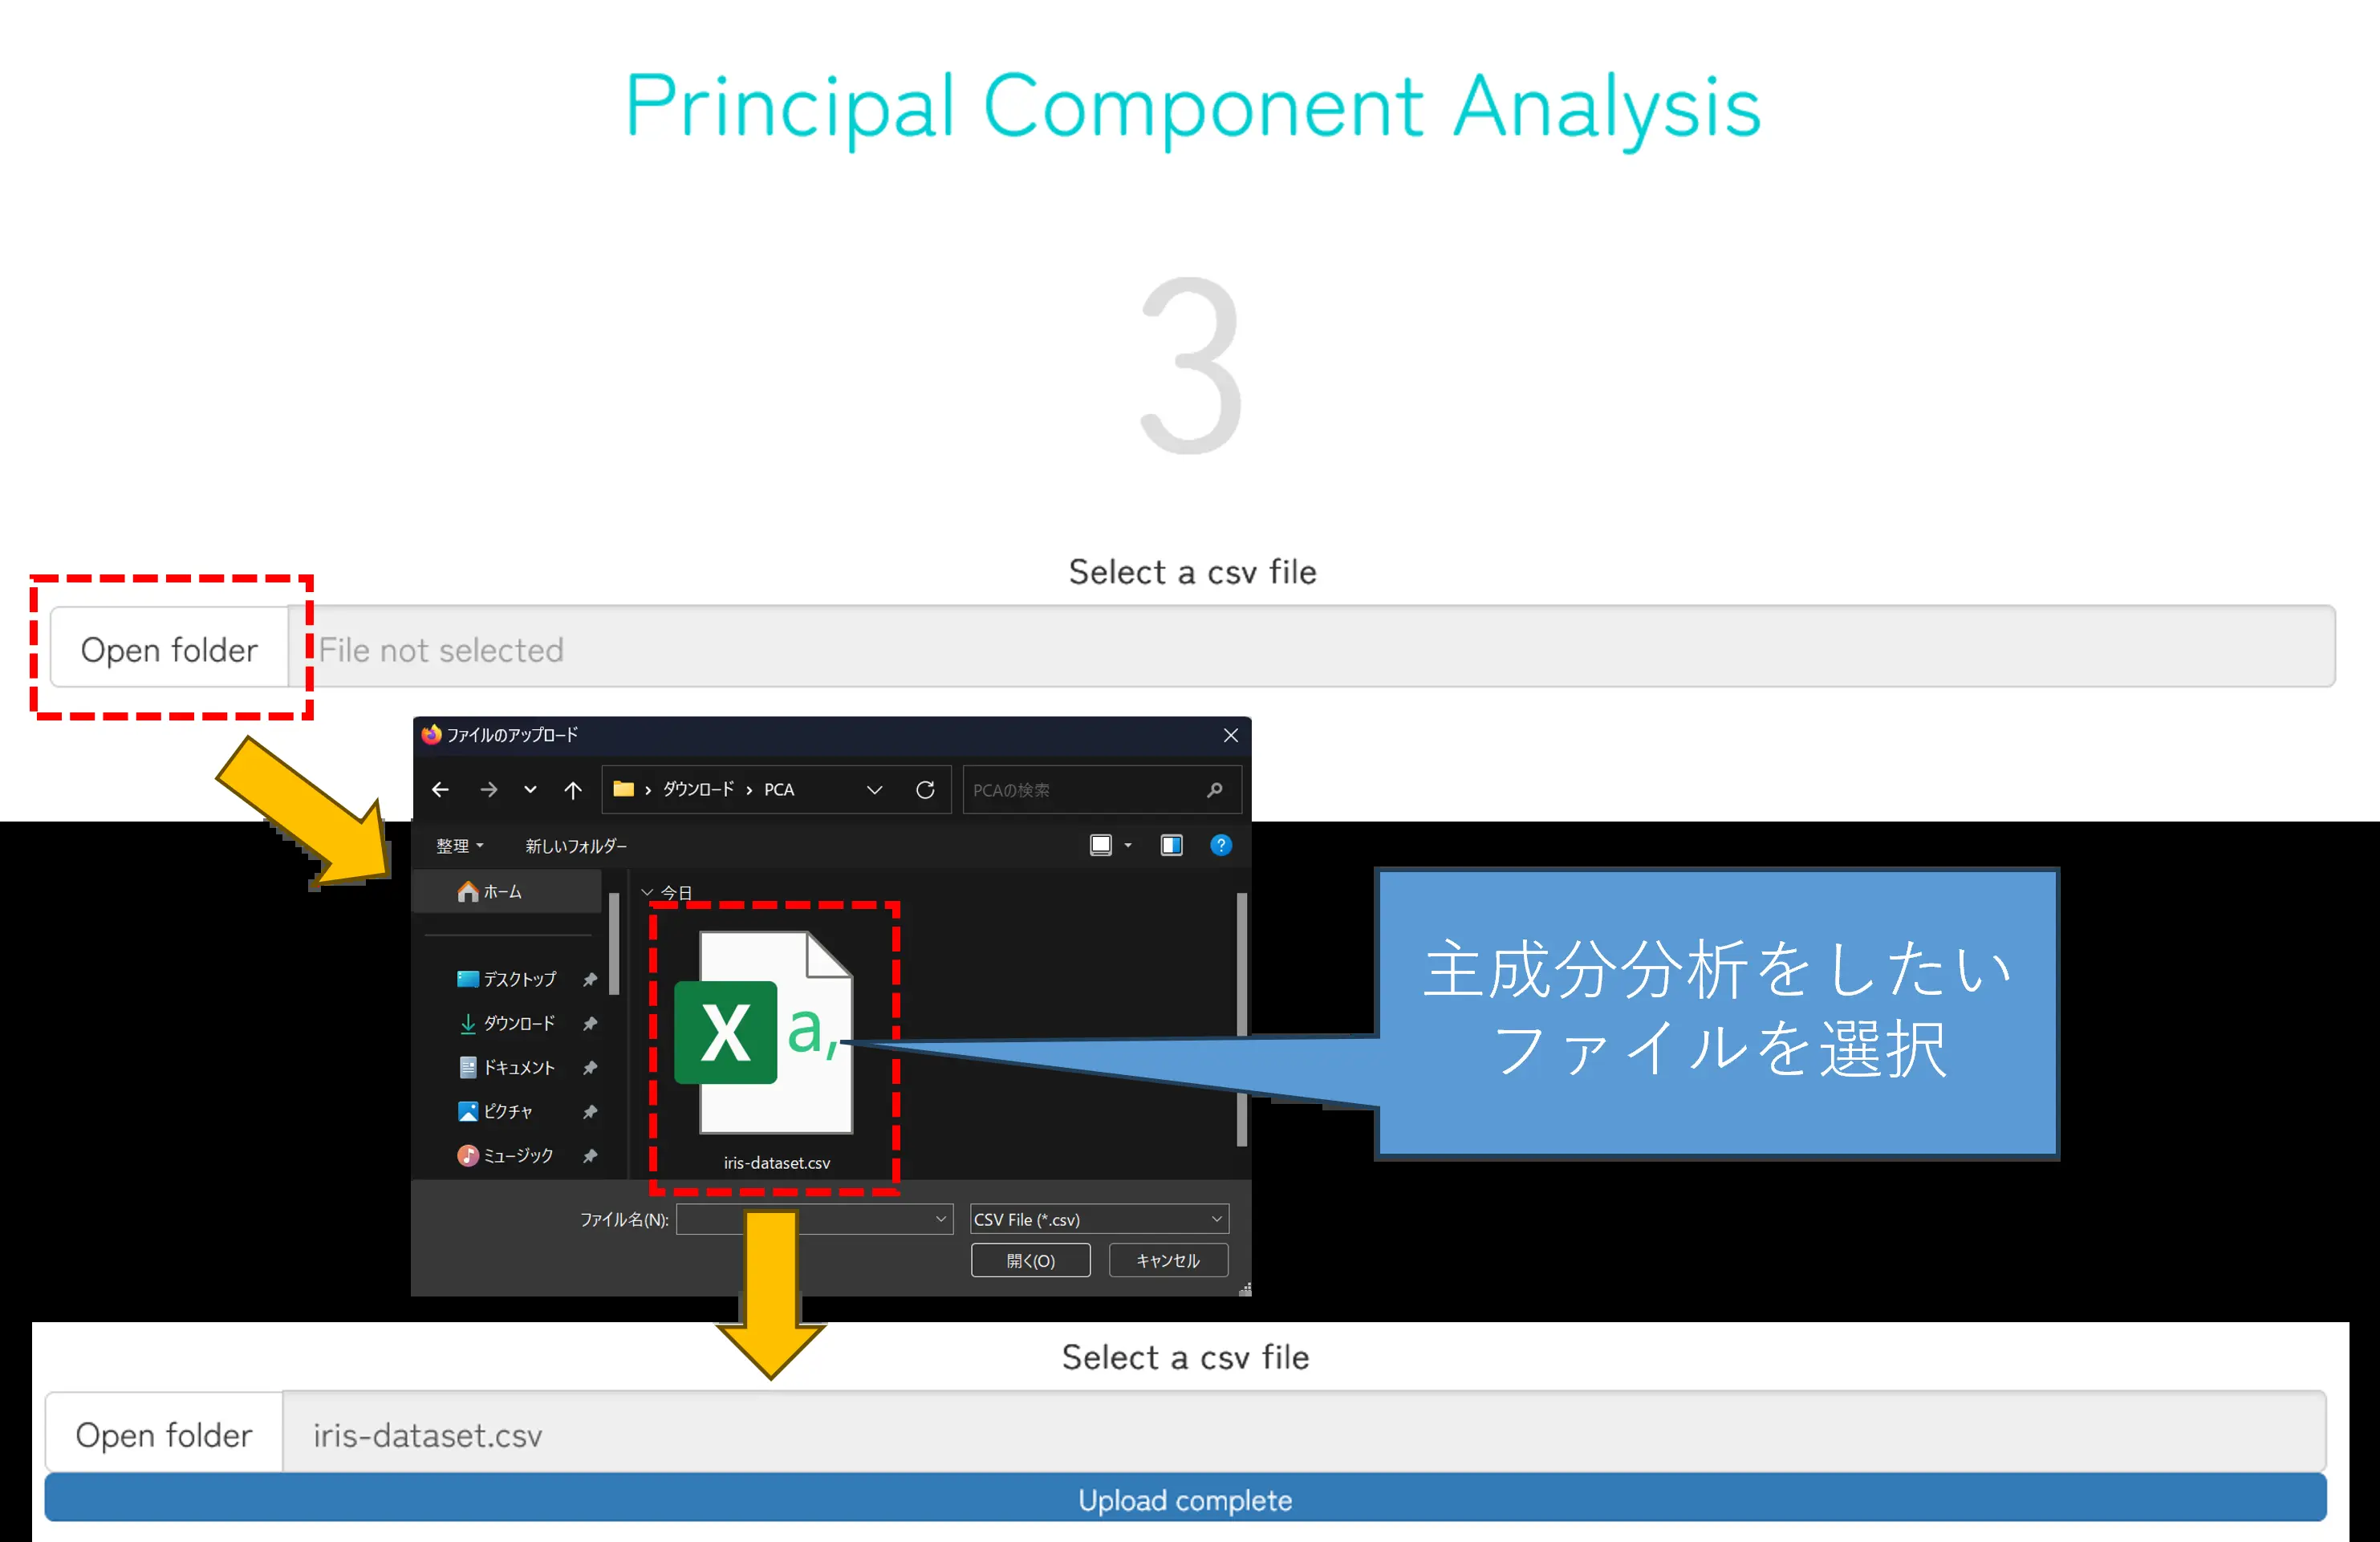 Principal Component Analysis
3
Select a csv file
Open folder
File not selected
ファイルのアップロード
ダウンロード
PCA
PCAの検索
整理
新しいフォルダー
ホーム
今日
デスクトップ
ダウンロード
ドキュメント
ピクチャ
ミュージック
X a,
iris-dataset.csv
主成分分析をしたい
ファイルを選択
ファイル名(N):
CSV File (*.csv)
開く(O)
キャンセル
Select a csv file
Open folder
iris-dataset.csv
Upload complete